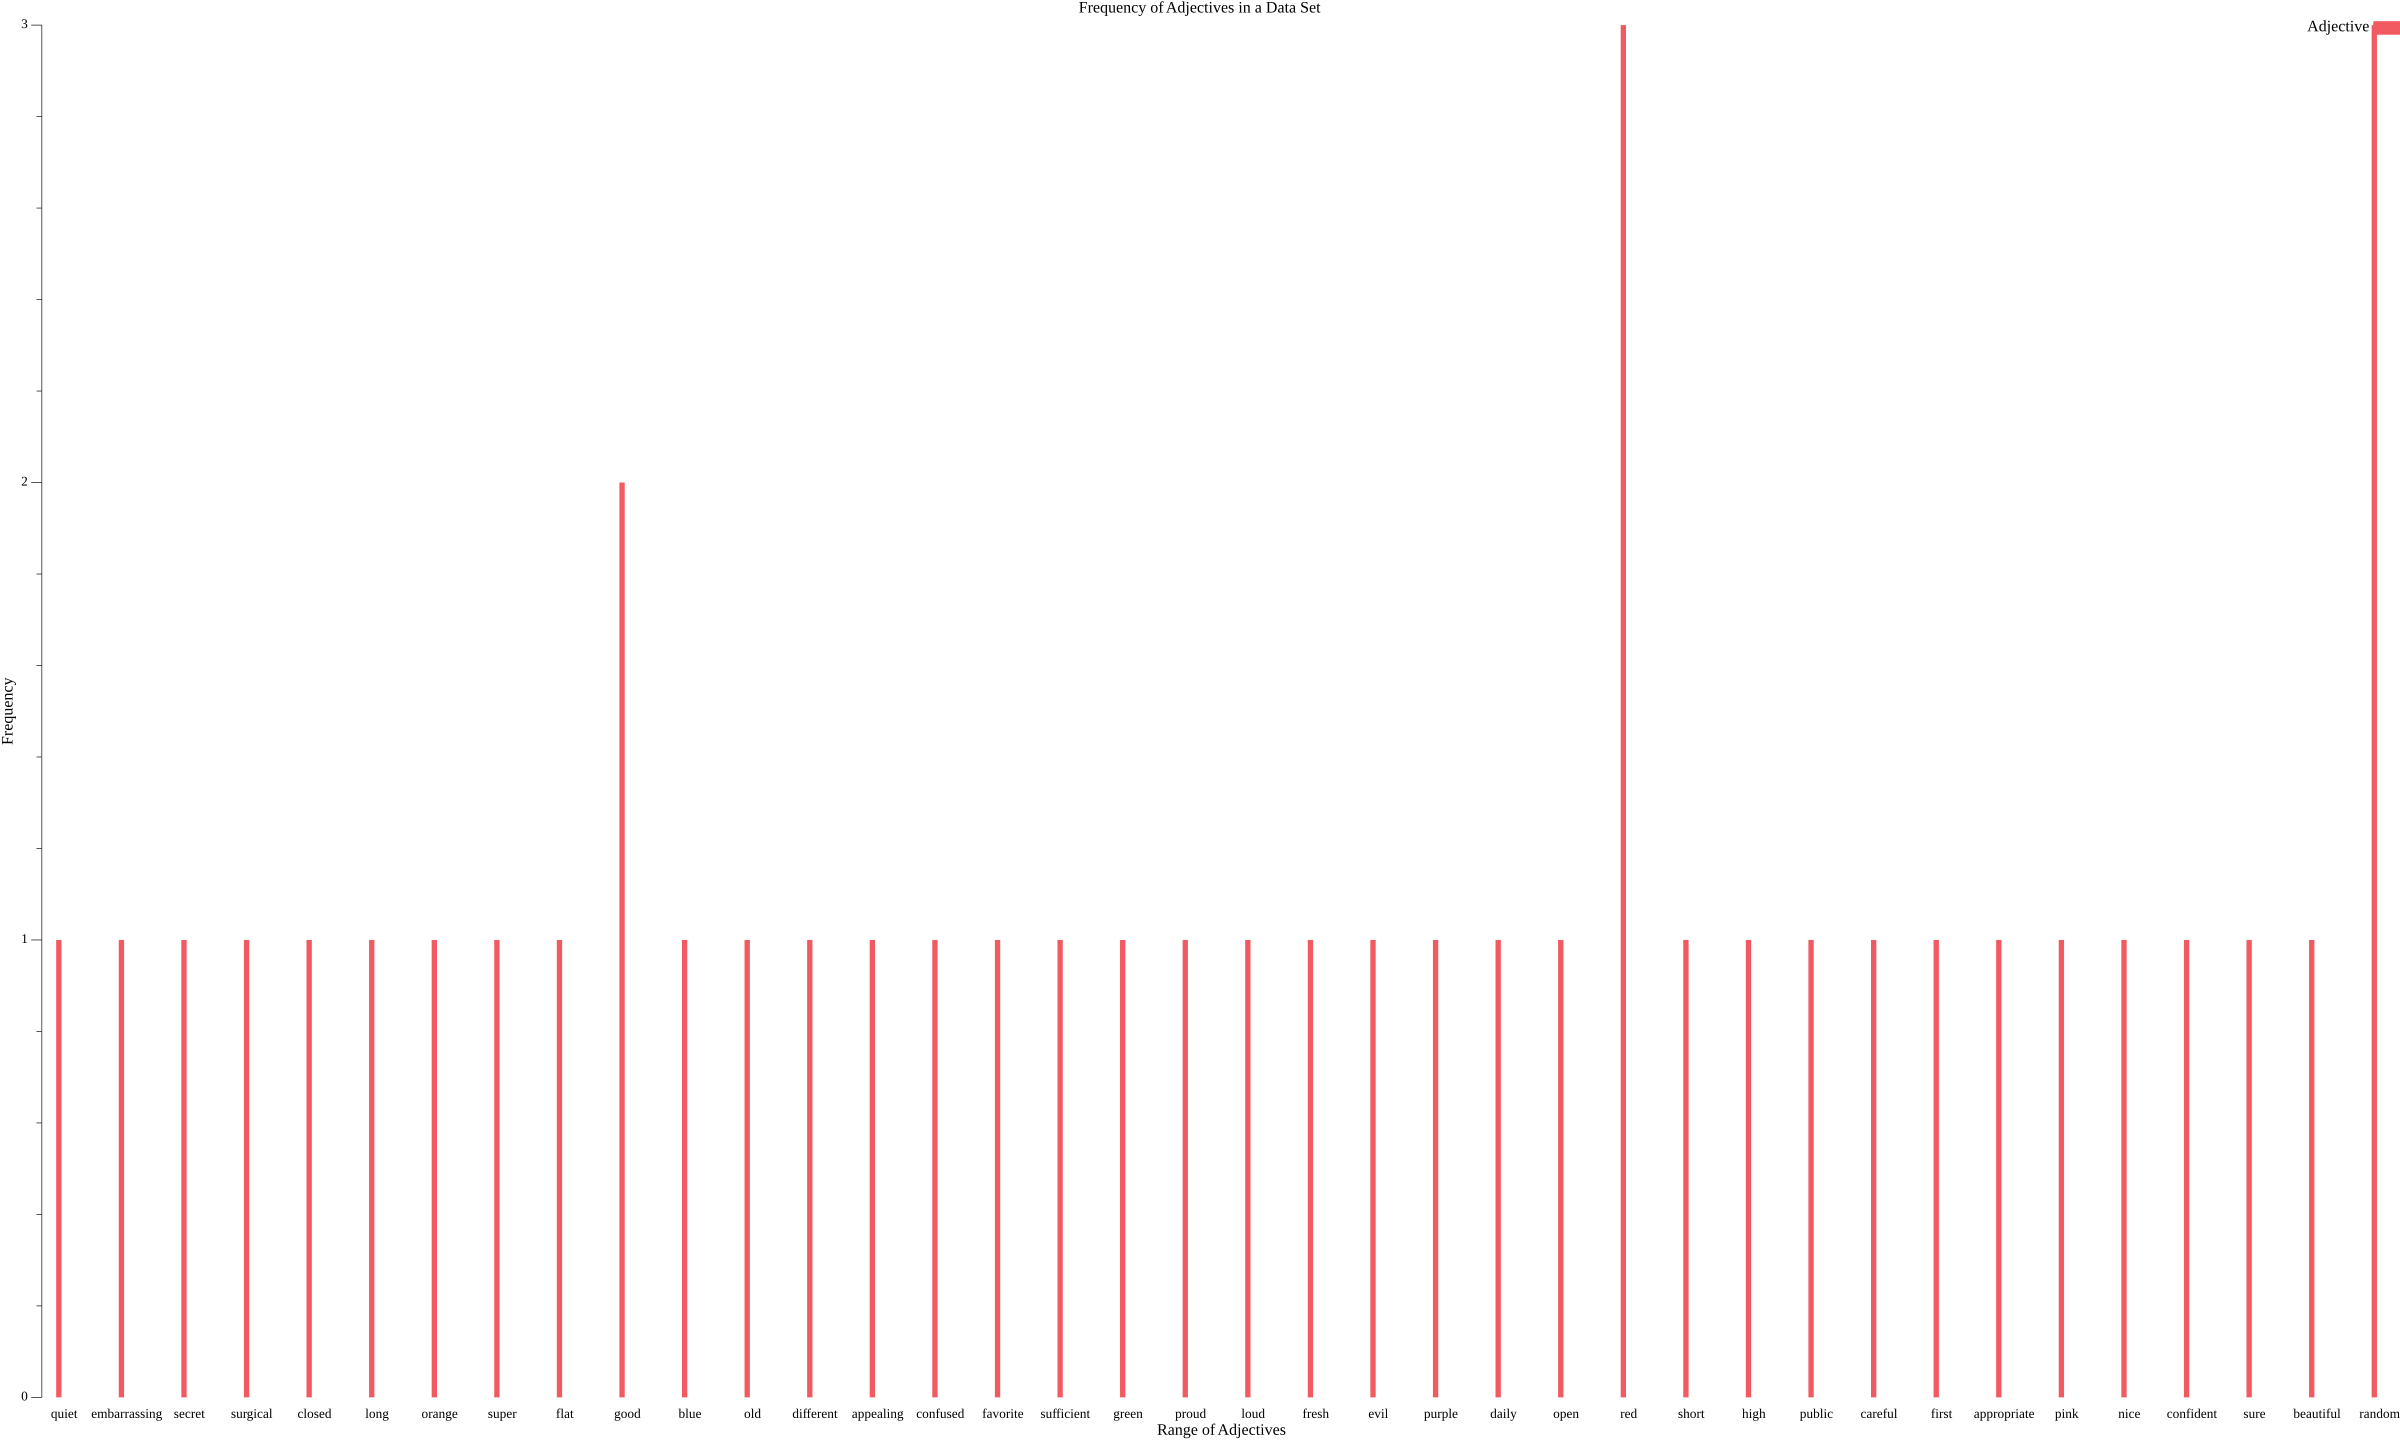 Frequency of Adjectives in a Data Set
Adjective
3
2
1
0
Frequency
quiet embarrassing secret surgical closed long orange super flat good blue old different appealing confused favorite sufficient green proud loud fresh evil purple daily open red short high public careful first appropriate pink nice confident sure beautiful random
Range of Adjectives